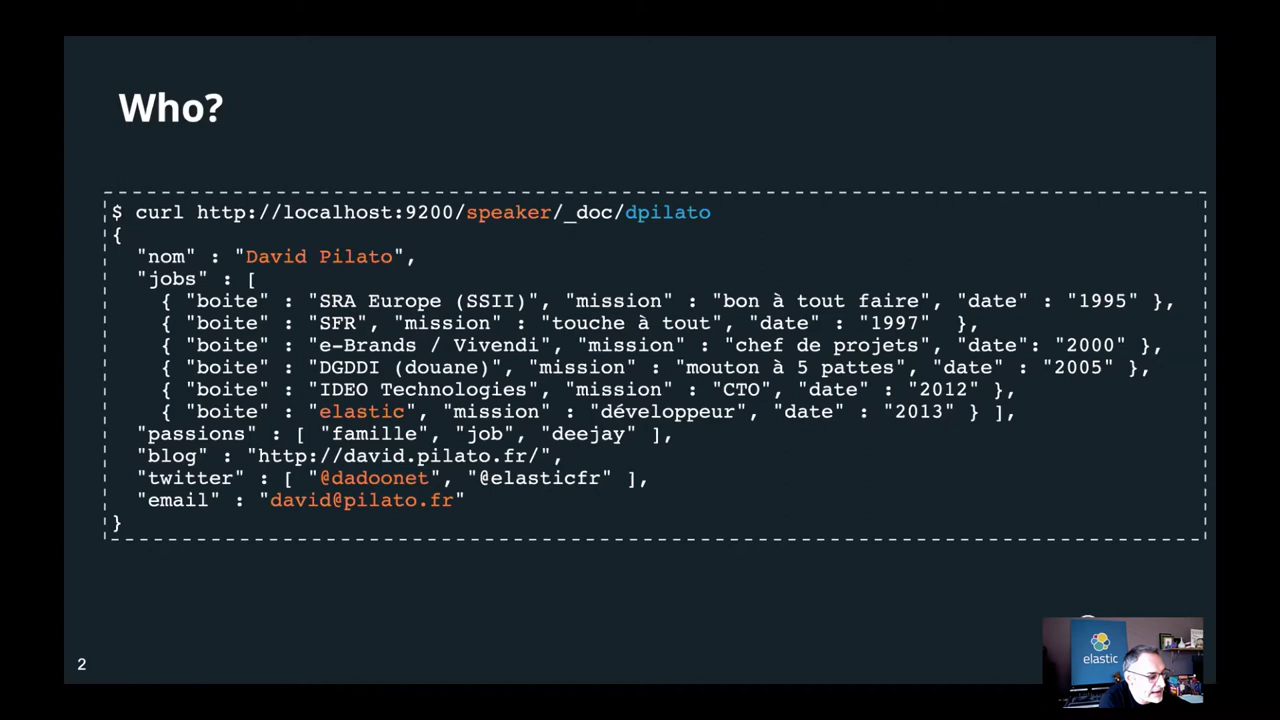 Who?
$ curl http://localhost:9200/speaker/_doc/dpilato
{
"nom" : "David Pilato",
"jobs" : [
{ "boite" : "SRA Europe (SSII)", "mission" : "bon à tout faire", "date" : "1995" },
{ "boite" : "SFR", "mission" : "touche à tout", "date" : "1997" },
{ "boite" : "e-Brands / Vivendi", "mission" : "chef de projets", "date": "2000" },
{ "boite" : "DGDDI (douane)", "mission" : "mouton à 5 pattes", "date" : "2005" },
{ "boite" : "IDEO Technologies", "mission" : "CTO", "date" : "2012" },
{ "boite" : "elastic", "mission" : "développeur", "date" : "2013" } ],
"passions" : [ "famille", "job", "deejay" ],
"blog" : "http://david.pilato.fr/",
"twitter" : [ "@dadoonet", "@elasticfr" ],
"email" : "david@pilato.fr"
}
2
elastic